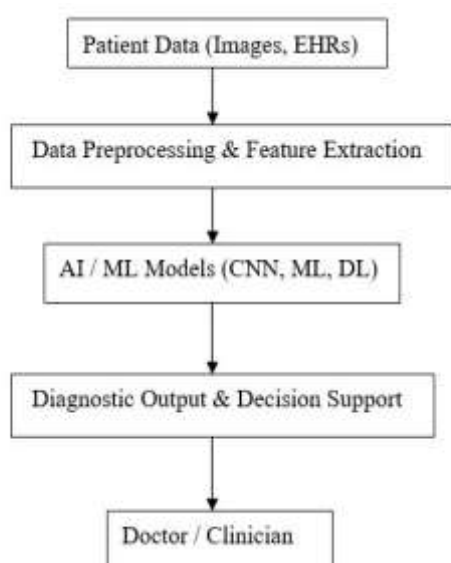 Patient Data (Images, EHRs)
Data Preprocessing & Feature Extraction
AI / ML Models (CNN, ML, DL)
Diagnostic Output & Decision Support
Doctor / Clinician